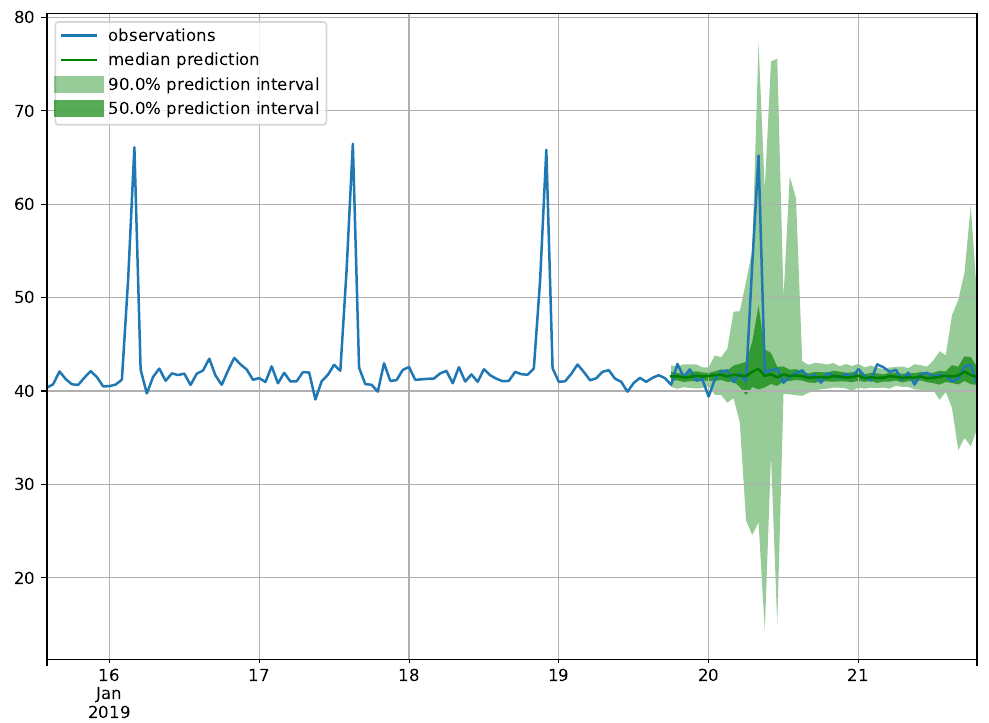 80
70
60
50
40
30
20
observations
median prediction
90.0% prediction interval
50.0% prediction interval
16 17 18 19 20 21
Jan
2019